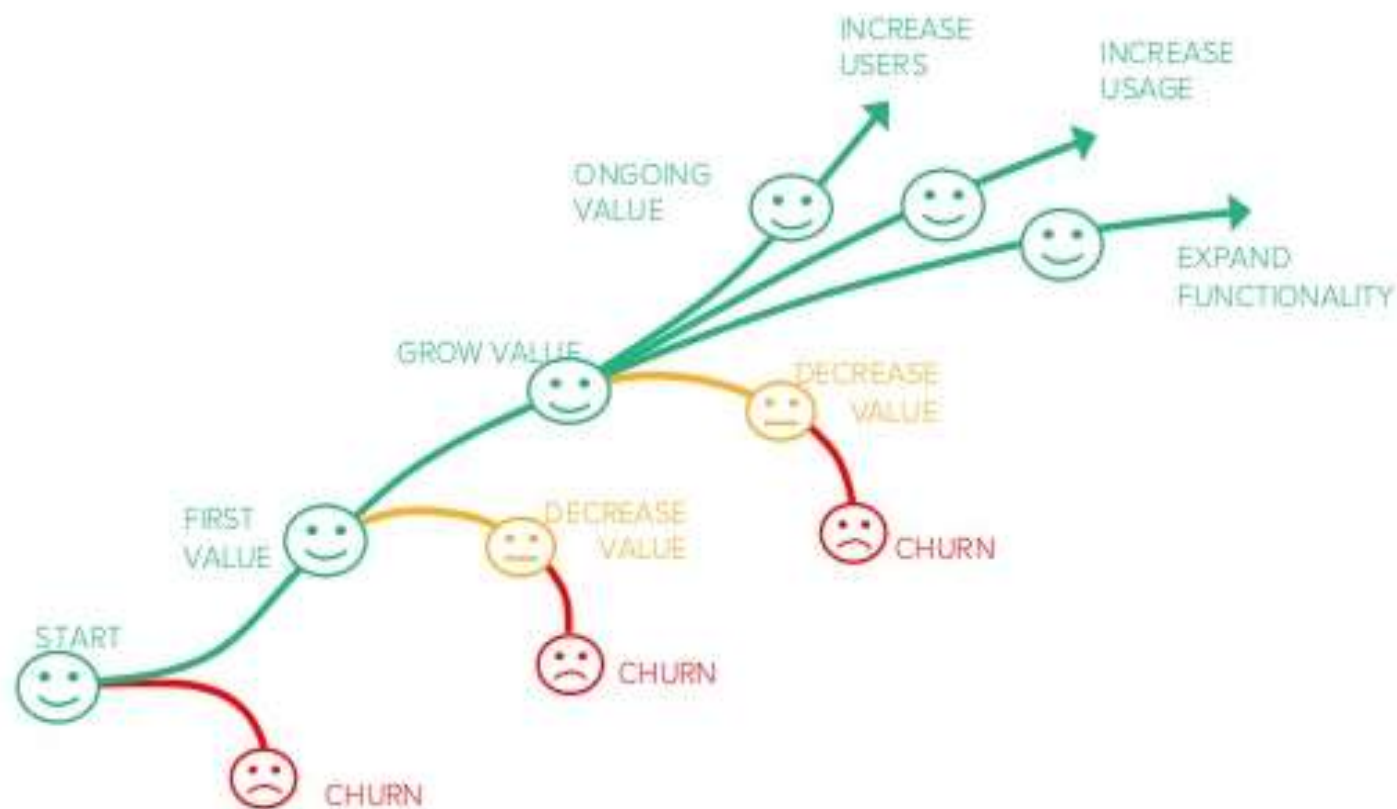 INCREASE
USERS
INCREASE
USAGE
ONGOING
VALUE
EXPAND
FUNCTIONALITY
GROW VALUE
DECREASE
VALUE
FIRST
VALUE
DECREASE
VALUE
CHURN
START
CHURN
CHURN